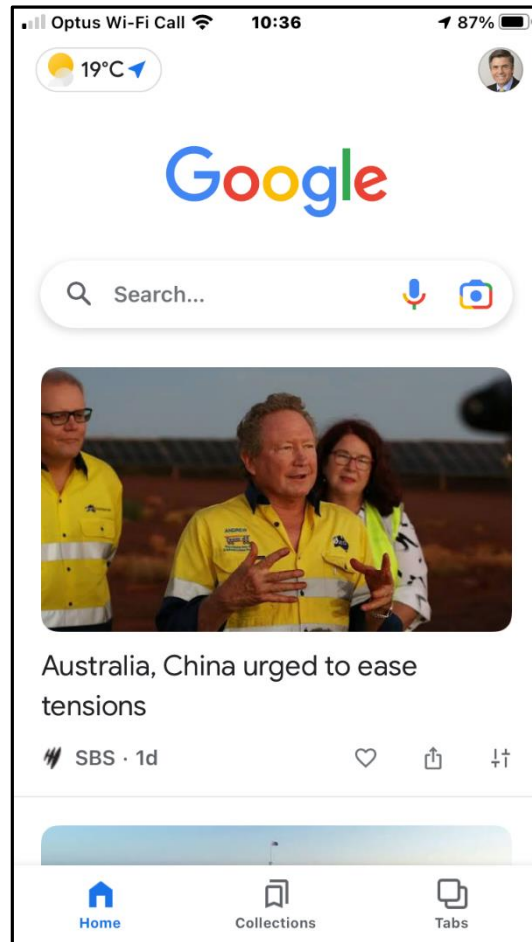 Optus Wi-Fi Call 10:36 87%
19°C
Google
Search...
ANDREW
Australia, China urged to ease
tensions
SBS · 1d
Home Collections Tabs